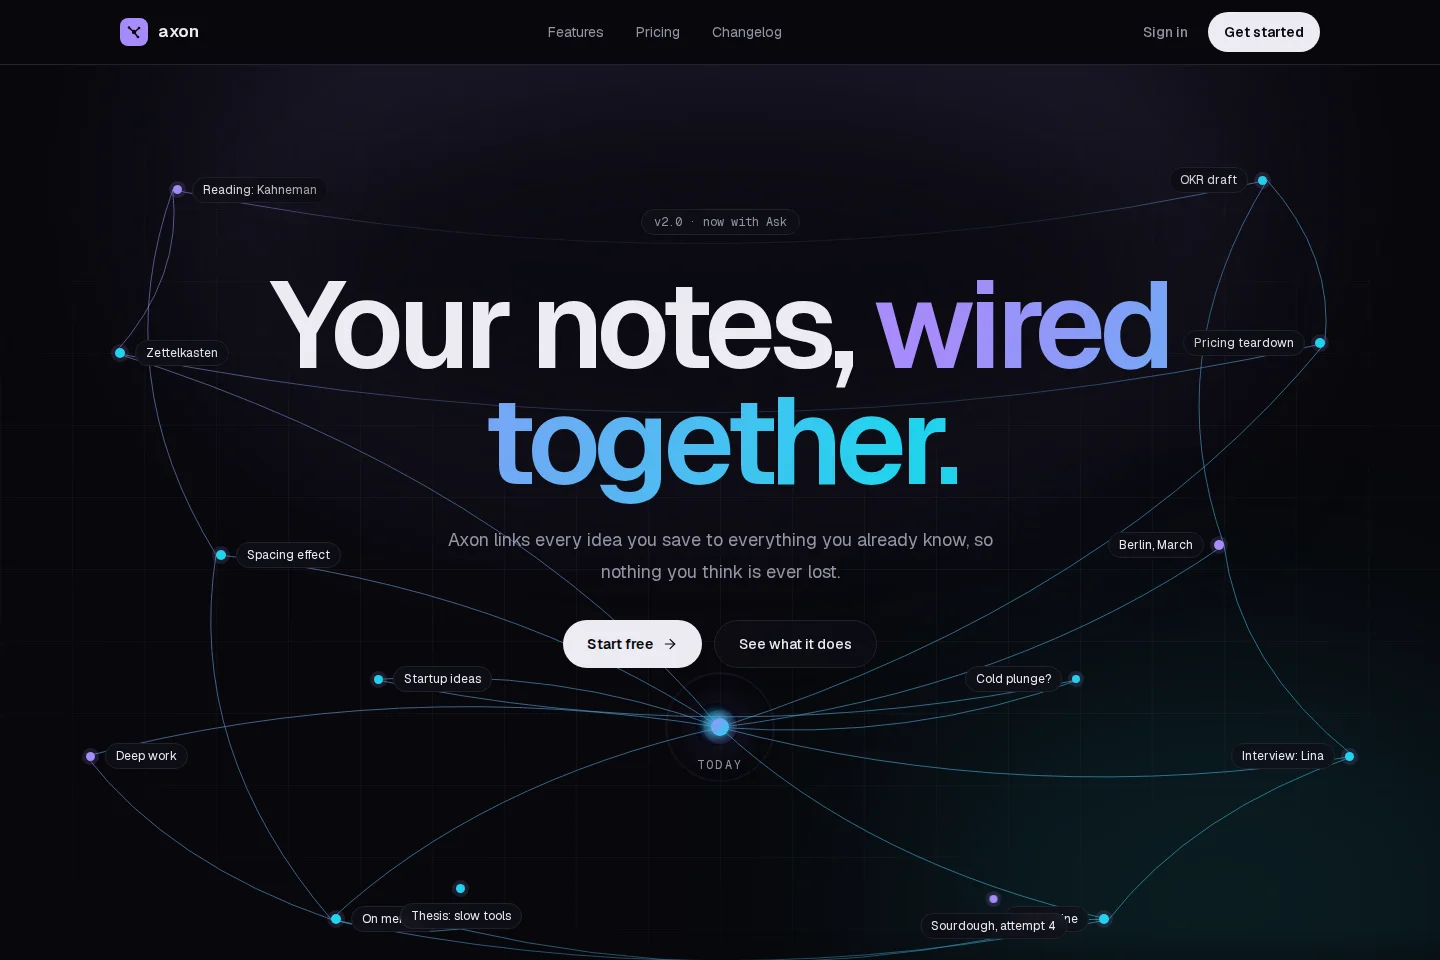 axon
Features
Pricing
Changelog
Sign in
Get started
Reading: Kahneman
OKR draft
v2.0 · now with Ask
Your notes, wired
together.
Zettelkasten
Pricing teardown
Axon links every idea you save to everything you already know, so
nothing you think is ever lost.
Spacing effect
Berlin, March
Start free
See what it does
Startup ideas
Cold plunge?
TODAY
Deep work
Interview: Lina
On
Thesis: slow tools
Sourdough, attempt 4